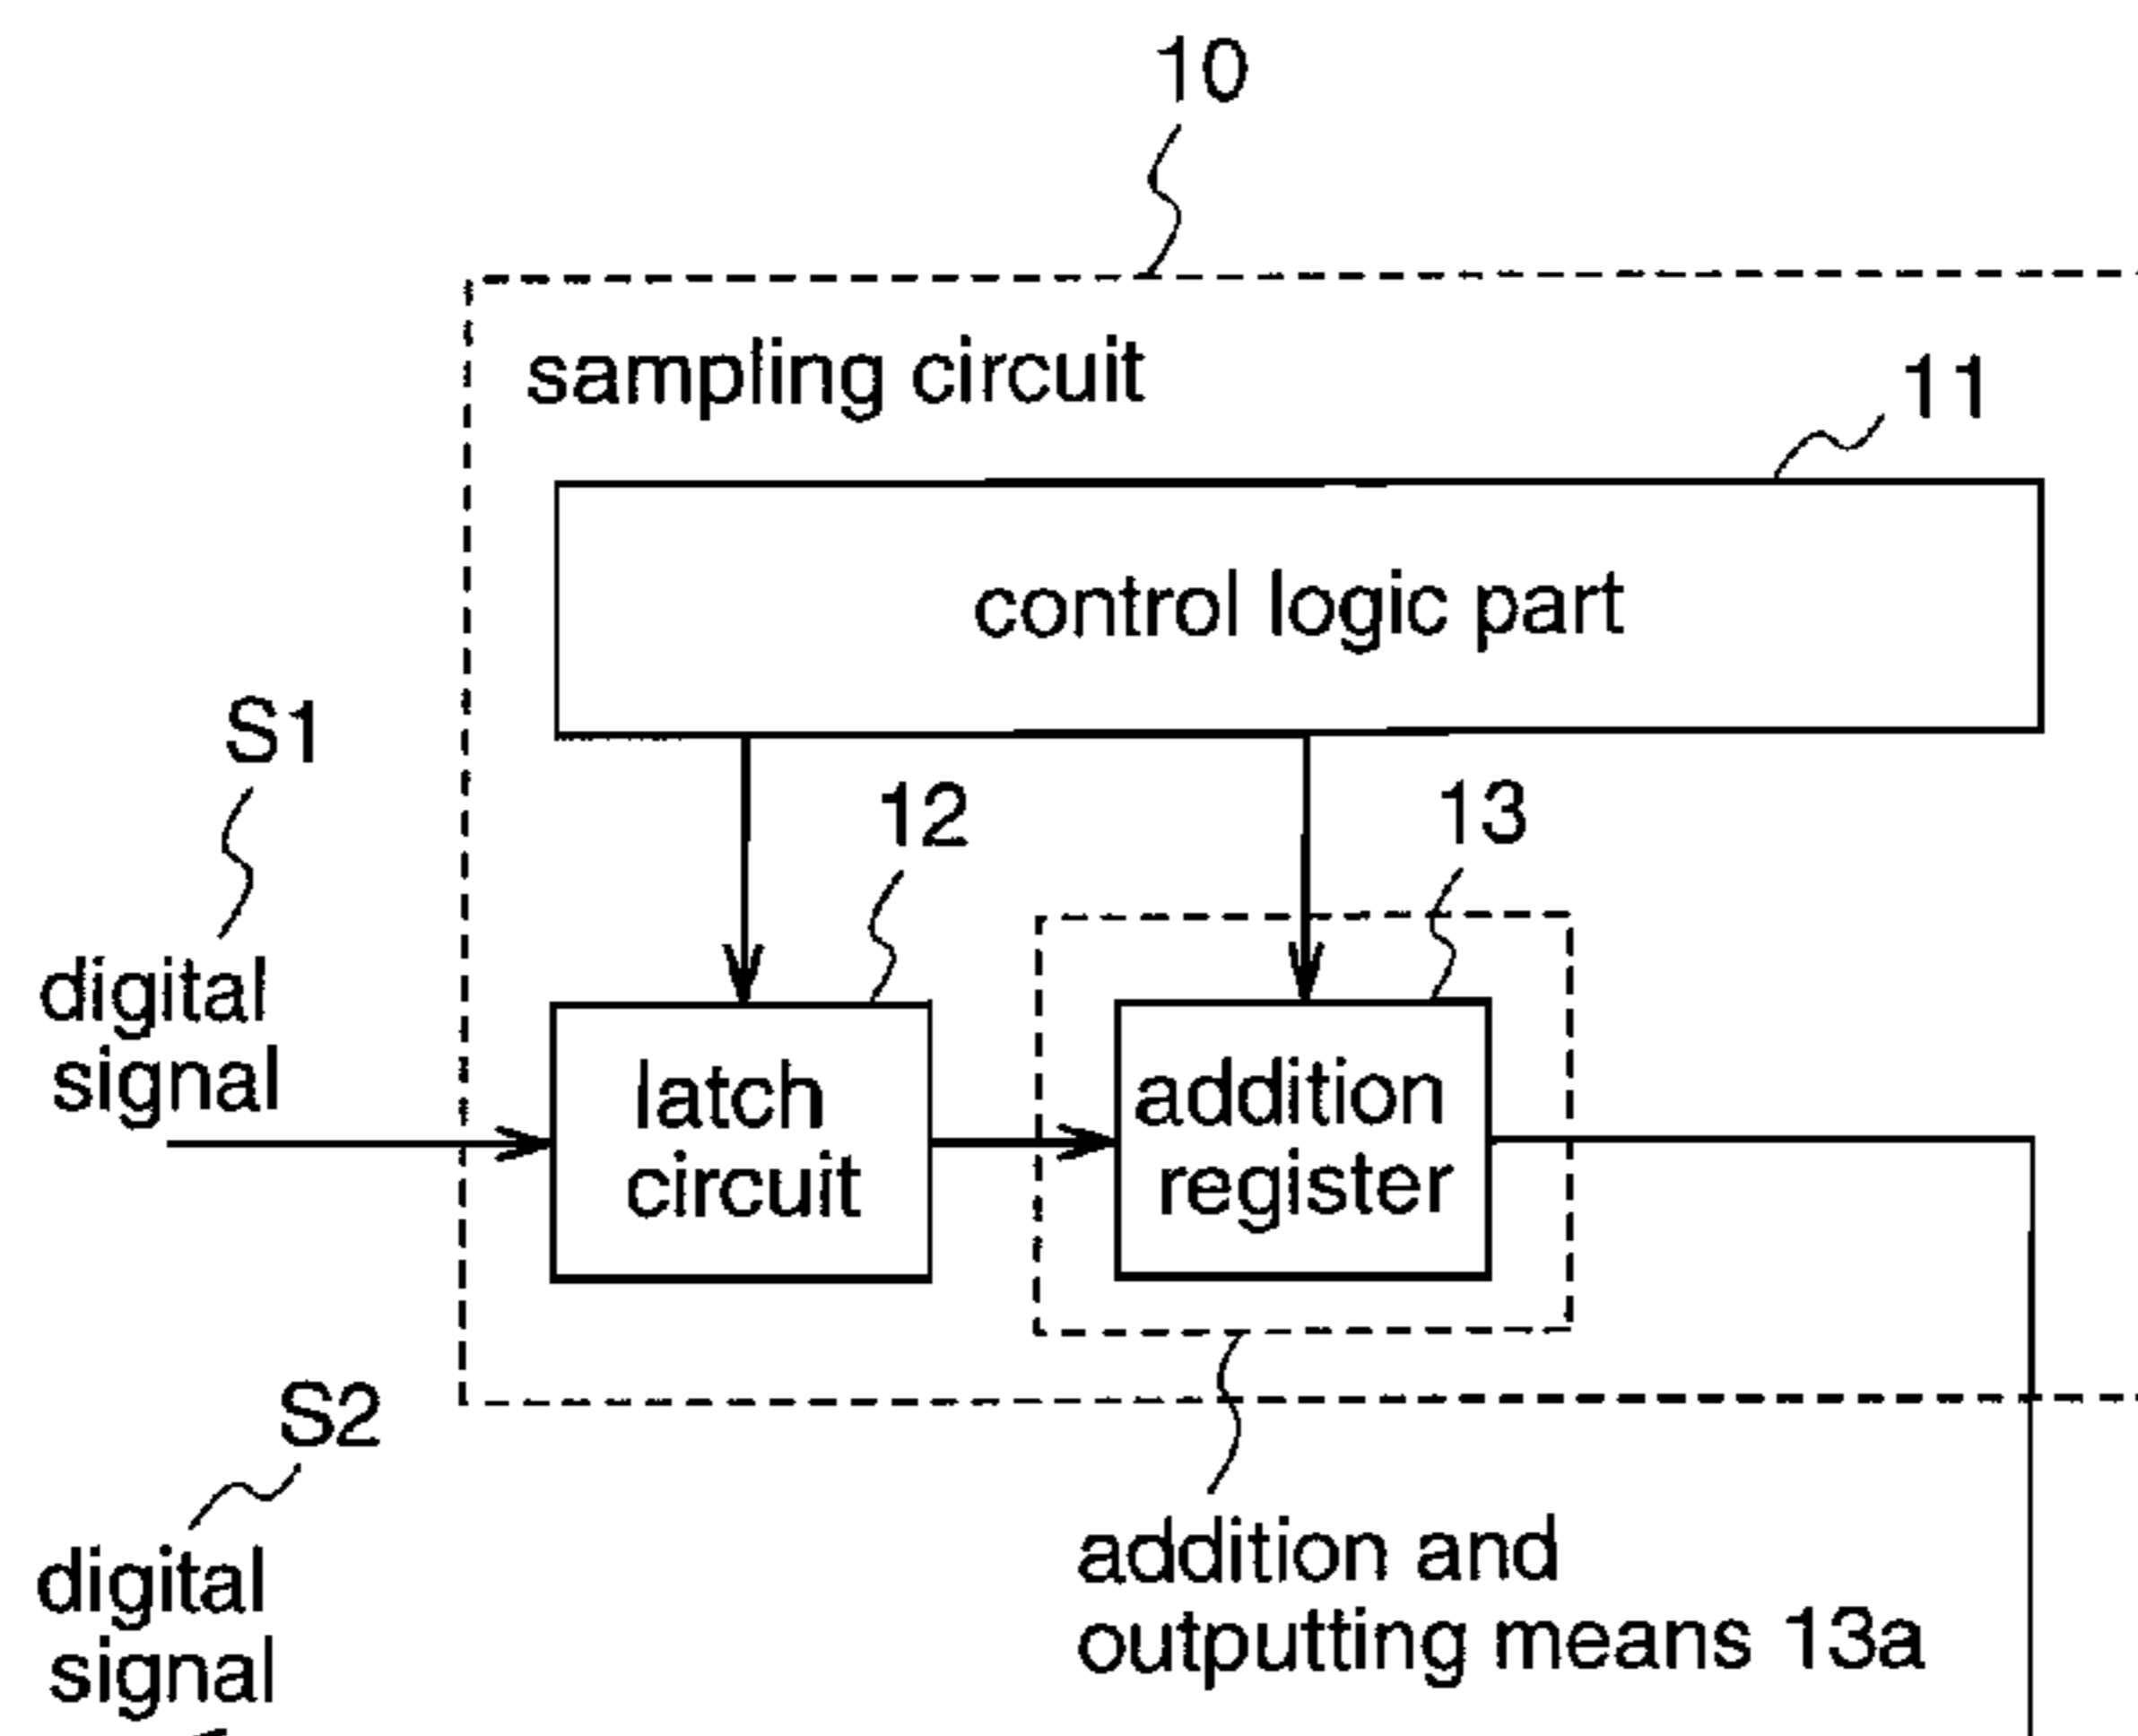 10
sampling circuit
11
control logic part
S1
12
13
digital
signal
latch
circuit
addition
register
S2
digital
signal
addition and
outputting means 13a